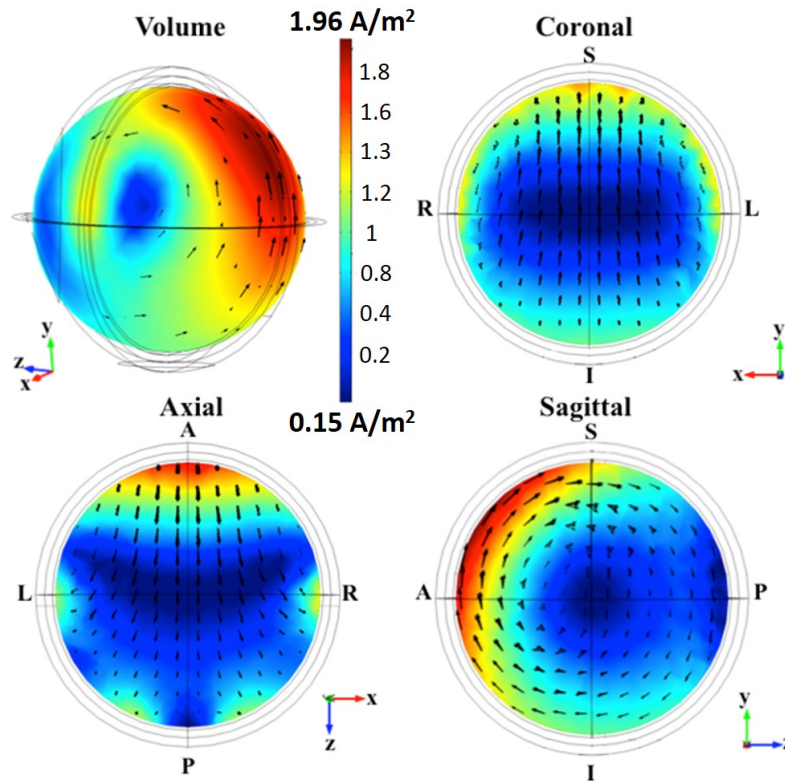 Volume
1.96 A/m²
1.8
1.6
1.3
1.2
1
0.8
0.4
0.2
0.15 A/m²
y
z
x
Coronal
S
R
L
I
y
x
Axial
A
L
R
P
x
z
Sagittal
S
A
P
I
y
z